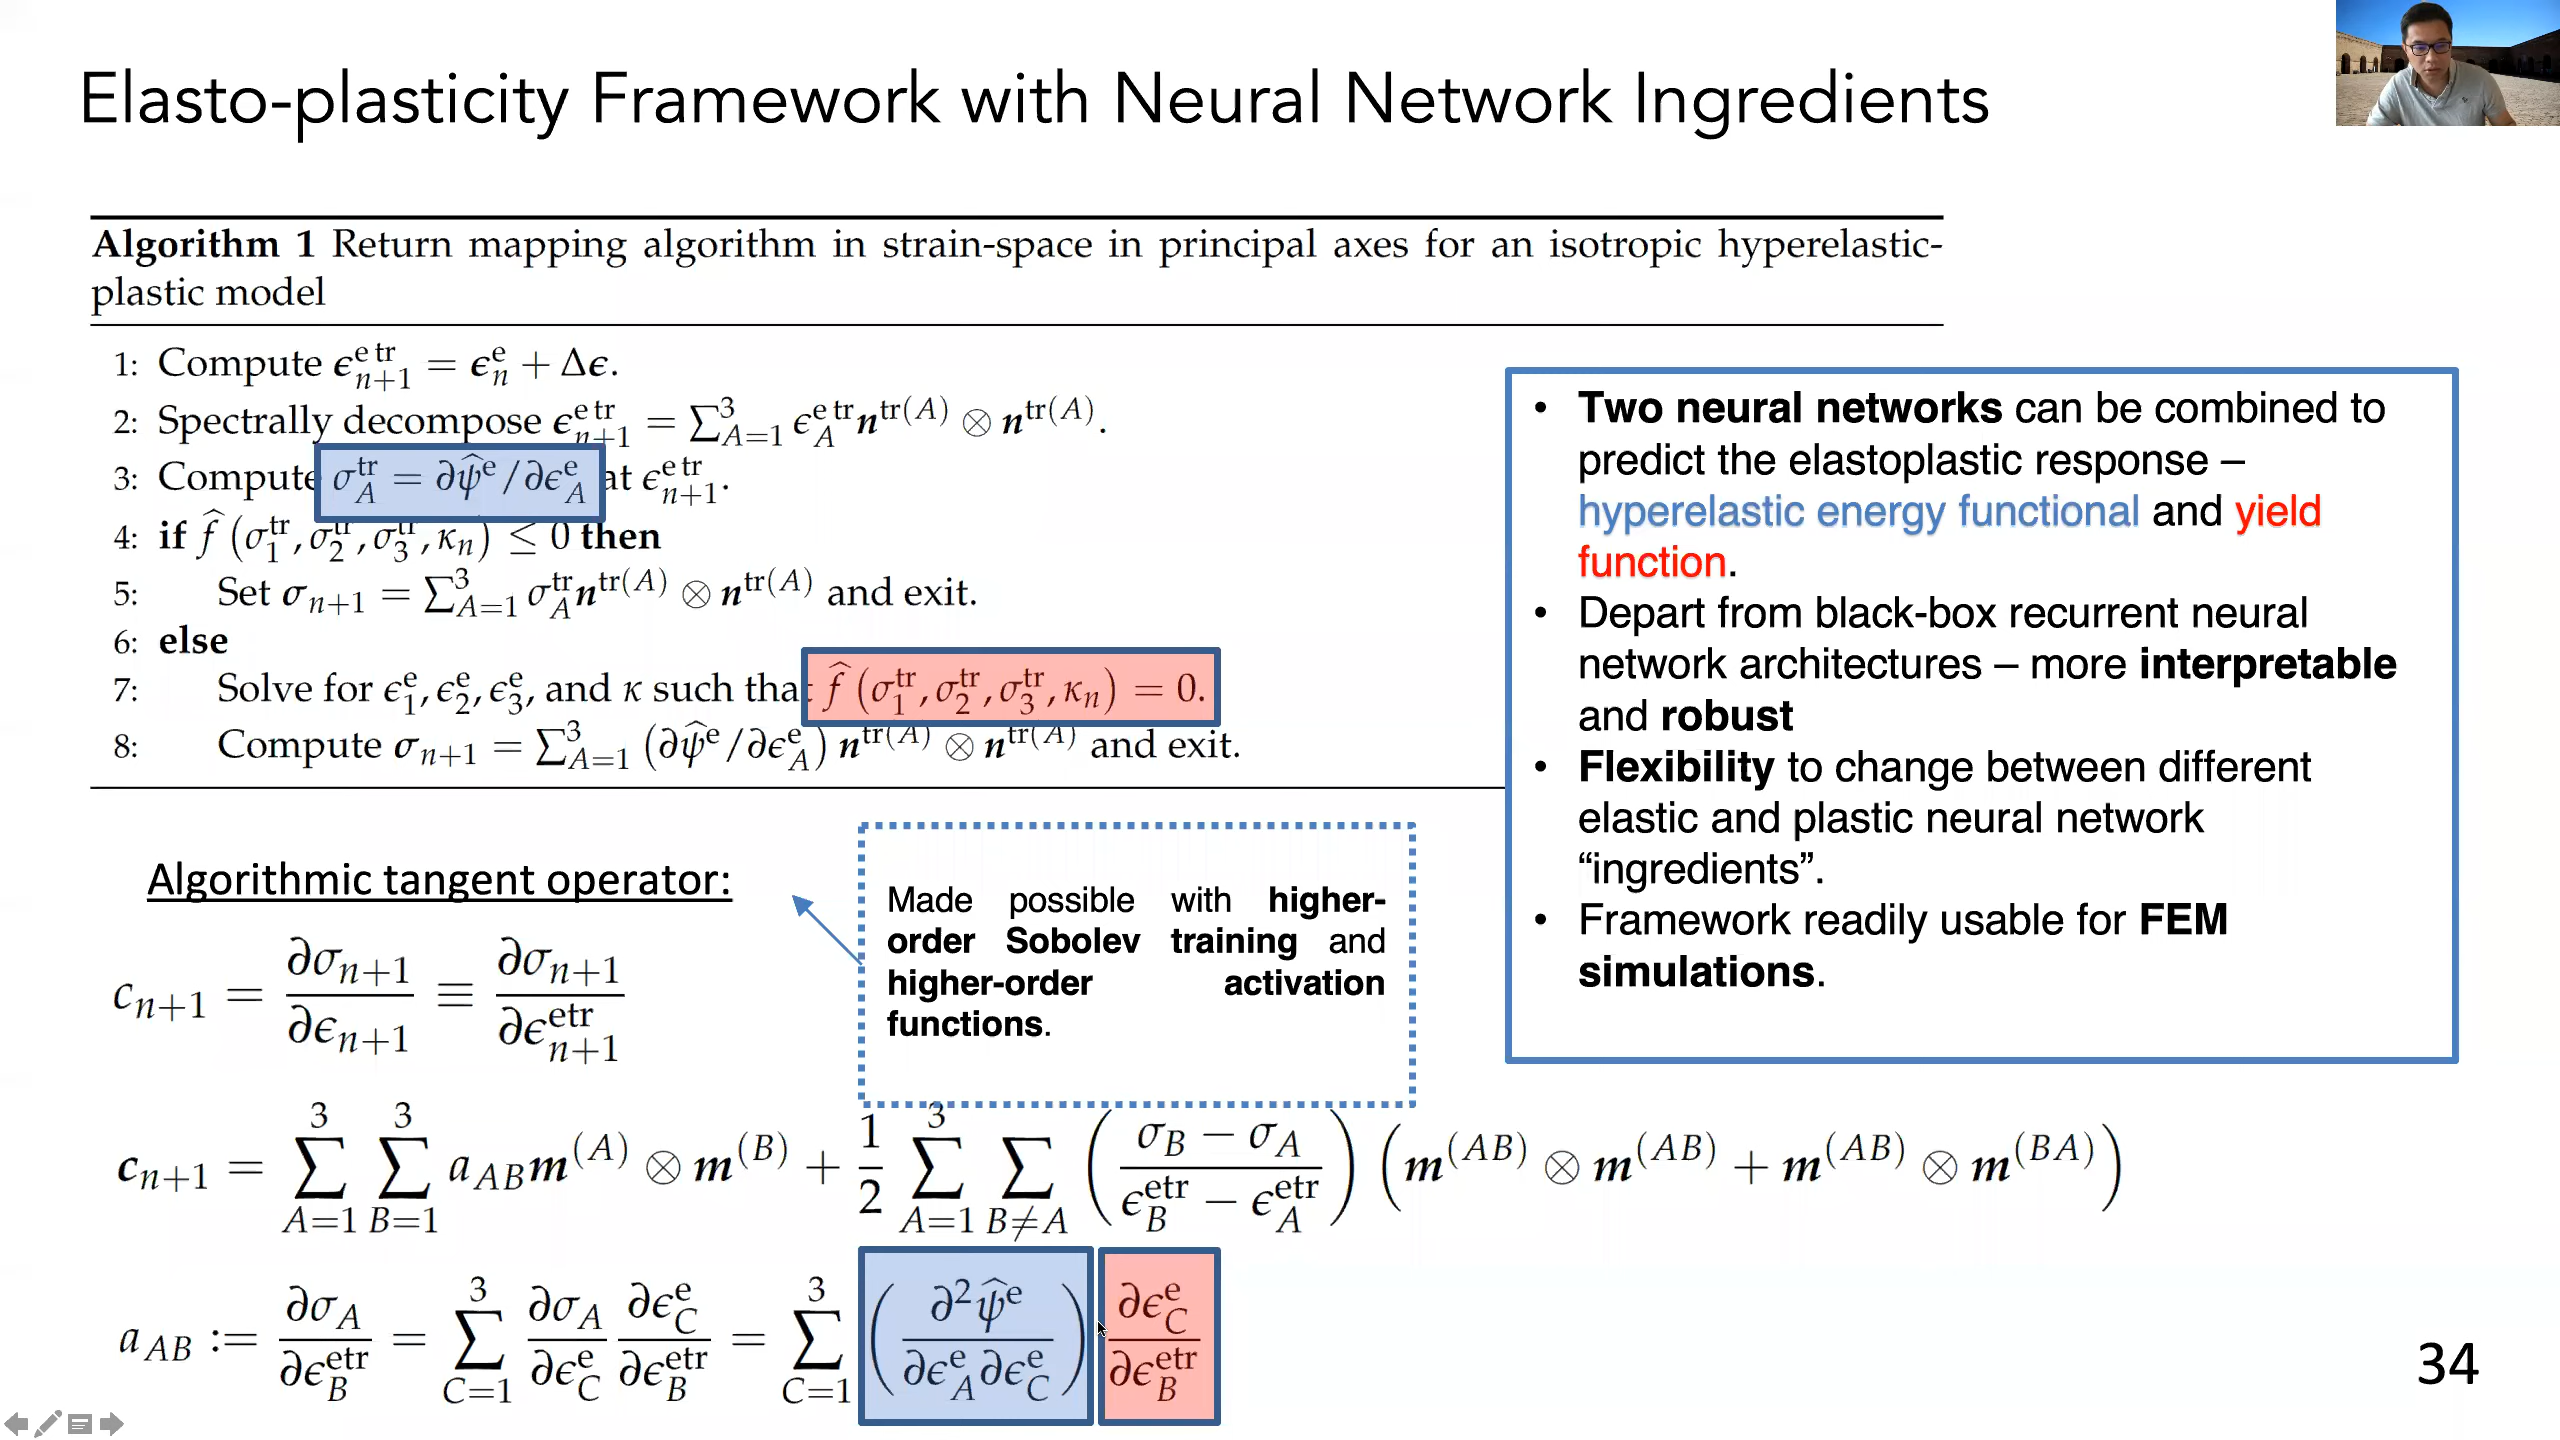 Elasto-plasticity Framework with Neural Network Ingredients
Algorithm 1 Return mapping algorithm in strain-space in principal axes for an isotropic hyperelastic-
plastic model
1: Compute ϵ^{e tr}_{n+1} = ϵ^e_n + Δϵ.
2: Spectrally decompose ϵ^{e tr}_{n+1} = ∑^3_{A=1} ϵ^{e tr}_A n^{tr(A)} ⊗ n^{tr(A)}.
3: Compute σ^{tr}_A = ∂ψ̂^e/∂ϵ^e_A at ϵ^{e tr}_{n+1}.
4: if f̂ (σ^{tr}_1, σ^{tr}_2, σ^{tr}_3, κ_n) ≤ 0 then
5: Set σ_{n+1} = ∑^3_{A=1} σ^{tr}_A n^{tr(A)} ⊗ n^{tr(A)} and exit.
6: else
7: Solve for ϵ^e_1, ϵ^e_2, ϵ^e_3, and κ such that f̂ (σ^{tr}_1, σ^{tr}_2, σ^{tr}_3, κ_n) = 0.
8: Compute σ_{n+1} = ∑^3_{A=1} (∂ψ̂^e/∂ϵ^e_A) n^{tr(A)} ⊗ n^{tr(A)} and exit.
• Two neural networks can be combined to
predict the elastoplastic response –
hyperelastic energy functional and yield
function.
• Depart from black-box recurrent neural
network architectures – more interpretable
and robust
• Flexibility to change between different
elastic and plastic neural network
“ingredients”.
• Framework readily usable for FEM
simulations.
Algorithmic tangent operator:
Made possible with higher-
order Sobolev training and
higher-order activation
functions.
c_{n+1} = ∂σ_{n+1}/∂ϵ_{n+1} ≡ ∂σ_{n+1}/∂ϵ^{etr}_{n+1}
c_{n+1} = ∑^3_{A=1} ∑^3_{B=1} a_{AB} m^{(A)} ⊗ m^{(B)} + 1/2 ∑^3_{A=1} ∑_{B≠A} ((σ_B − σ_A)/(ϵ^{etr}_B − ϵ^{etr}_A)) (m^{(AB)} ⊗ m^{(AB)} + m^{(AB)} ⊗ m^{(BA)})
a_{AB} := ∂σ_A/∂ϵ^{etr}_B = ∑^3_{C=1} ∂σ_A/∂ϵ^e_C ∂ϵ^e_C/∂ϵ^{etr}_B = ∑^3_{C=1} (∂^2ψ̂^e/∂ϵ^e_A∂ϵ^e_C) ∂ϵ^e_C/∂ϵ^{etr}_B
34